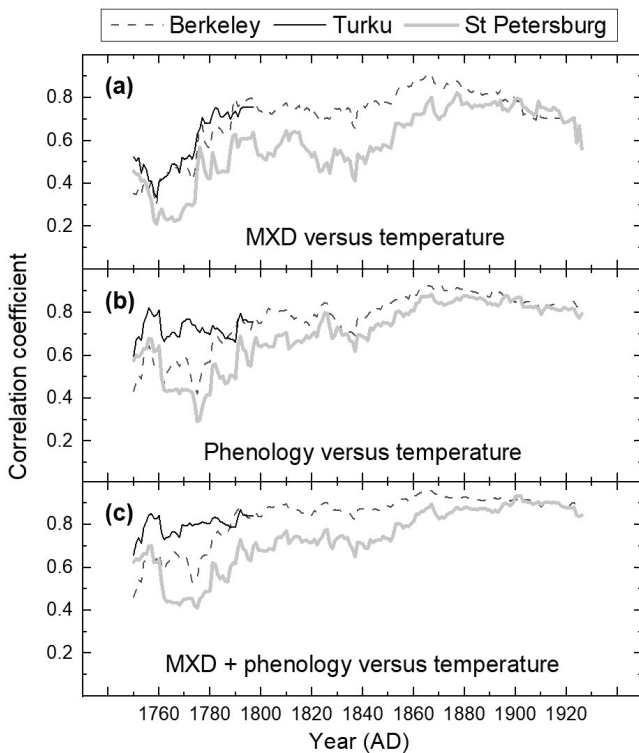 Berkeley Turku St Petersburg
(a)
0.8
0.6
0.4
0.2
MXD versus temperature
(b)
0.8
0.6
0.4
0.2
Phenology versus temperature
(c)
0.8
0.6
0.4
0.2
MXD + phenology versus temperature
Correlation coefficient
1760 1780 1800 1820 1840 1860 1880 1900 1920
Year (AD)